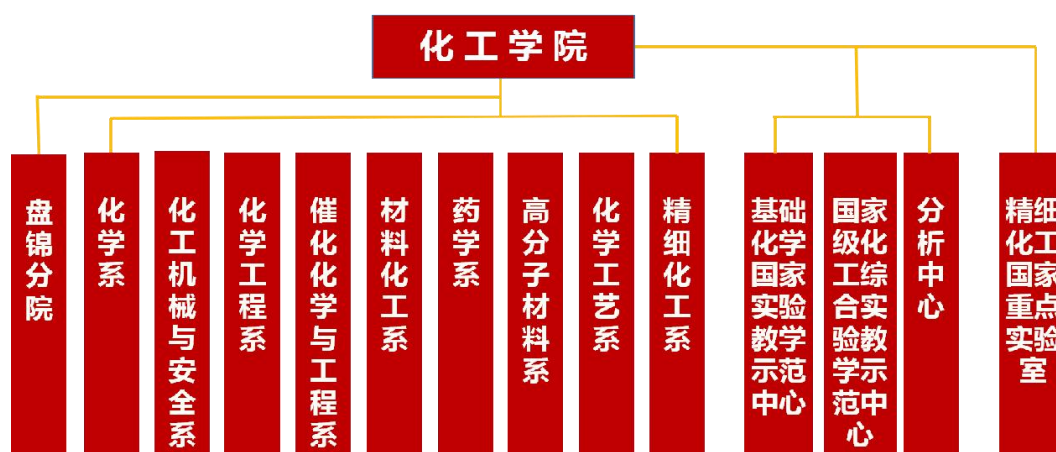 化工学院
盘锦分院
化学系
化工机械与安全系
化学工程系
催化化学与工程系
材料化工系
药学系
高分子材料系
化学工艺系
精细化工系
基础
化学
国家
实验
教学
示范
中心
国家
级化
工综
合实
验教
学示
范中
心
分析中心
精细
化工
国家
重点
实验
室